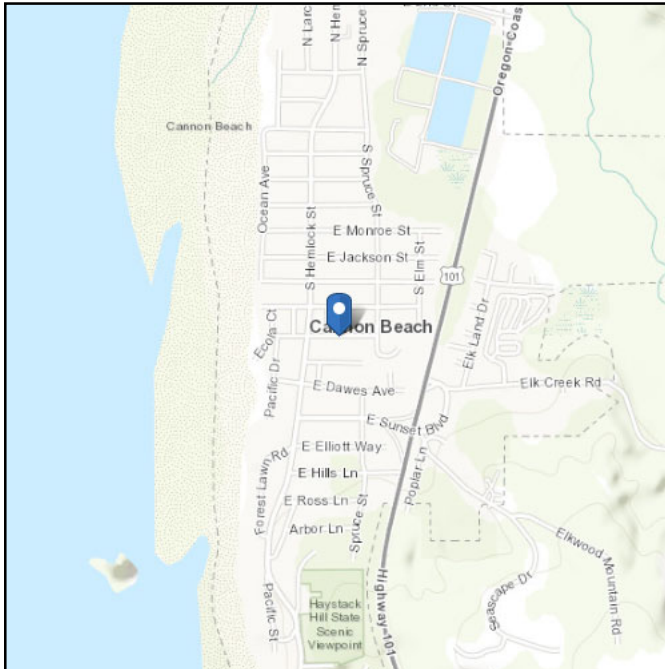 N Larc
N Hem
N Spruce
Oregon-Coas
Cannon Beach
Ocean Ave
S Spruce St
S Hemlock St
E Monroe St
E Jackson St
S Elm St
101
Elk Land Dr
Ecola Ct
Cannon Beach
Pacific Dr
E Dawes Ave
Elk Creek Rd
E Sunset Blvd
E Elliott Way
Poplar Ln
E Hills Ln
Forest Lawn Rd
E Ross Ln
Arbor Ln
Spruce St
Elkwood Mountain Rd
Highway-101
Seascape Dr
Pacific St
Haystack
Hill State
Scenic
Viewpoint